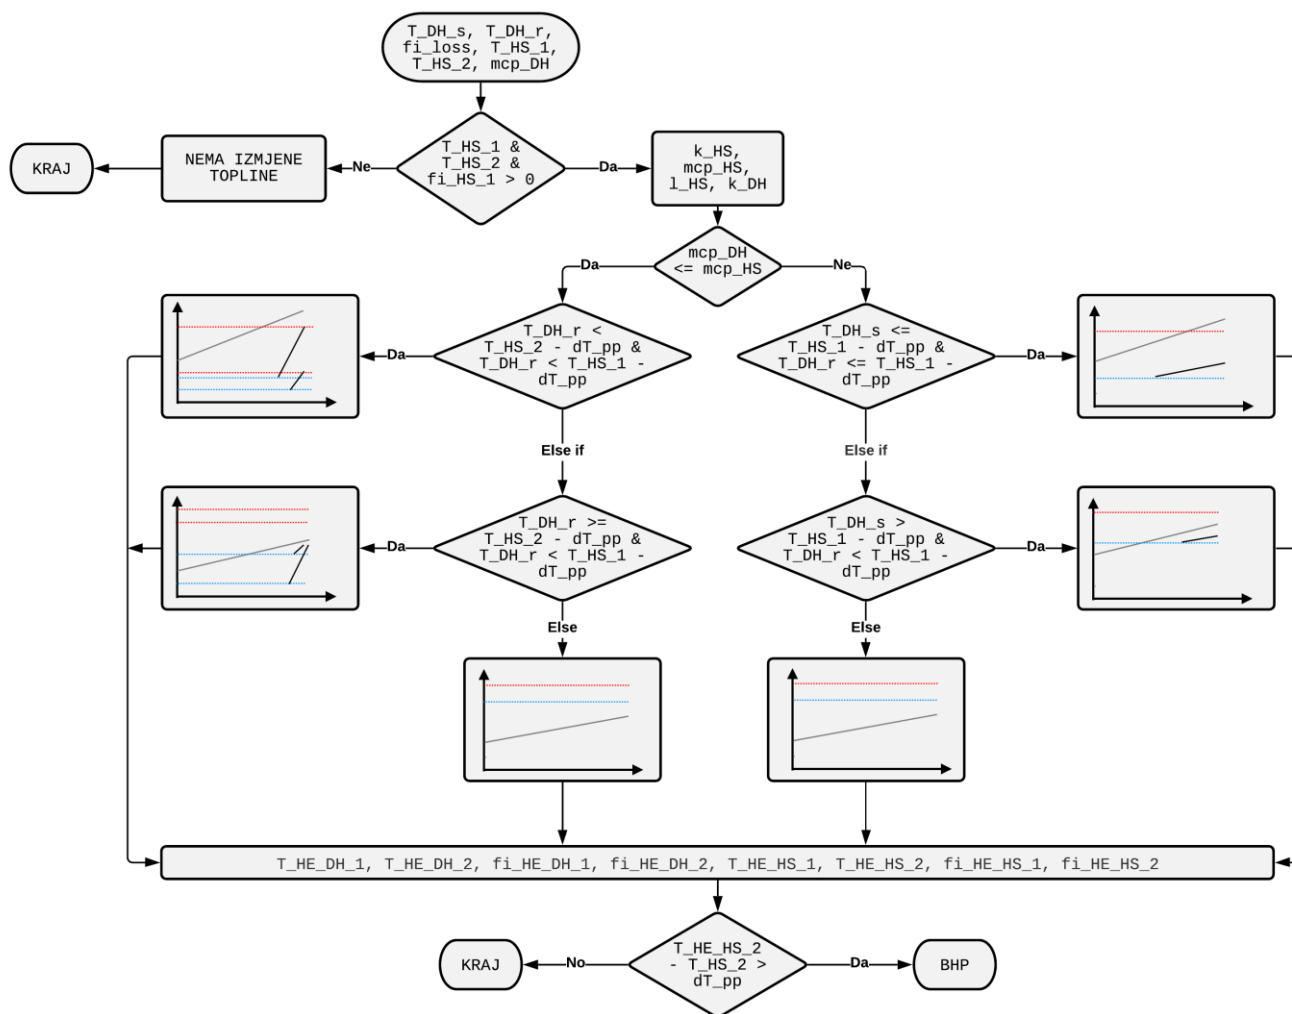 T_DH_s, T_DH_r,
fi_loss, T_HS_1,
T_HS_2, mcp_DH
T_HS_1 &
T_HS_2 &
fi_HS_1 > 0
Ne
NEMA IZMJENE
TOPLINE
KRAJ
Da
k_HS,
mcp_HS,
l_HS, k_DH
mcp_DH
<= mcp_HS
Da
Ne
T_DH_r <
T_HS_2 - dT_pp &
T_DH_r < T_HS_1 -
dT_pp
Da
T_DH_s <=
T_HS_1 - dT_pp &
T_DH_r <= T_HS_1 -
dT_pp
Da
Else if
Else if
T_DH_r >=
T_HS_2 - dT_pp &
T_DH_r < T_HS_1 -
dT_pp
Da
T_DH_s >
T_HS_1 - dT_pp &
T_DH_r < T_HS_1 -
dT_pp
Da
Else
Else
T_HE_DH_1, T_HE_DH_2, fi_HE_DH_1, fi_HE_DH_2, T_HE_HS_1, T_HE_HS_2, fi_HE_HS_1, fi_HE_HS_2
T_HE_HS_2
- T_HS_2 >
dT_pp
No
KRAJ
Da
BHP